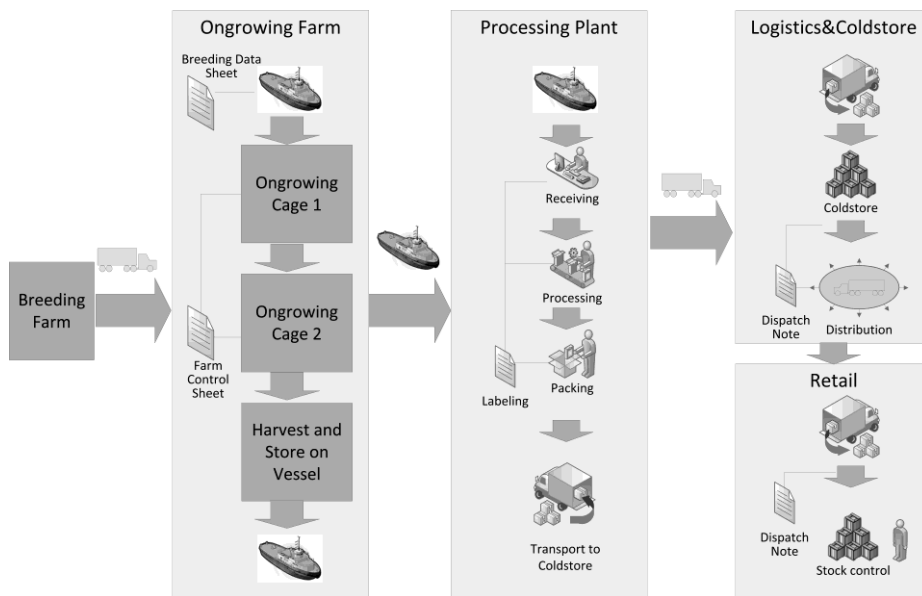 Ongrowing Farm
Breeding Data
Sheet
Ongrowing
Cage 1
Breeding
Farm
Ongrowing
Cage 2
Farm
Control
Sheet
Harvest and
Store on
Vessel
Processing Plant
Receiving
Processing
Labeling
Packing
Transport to
Coldstore
Logistics&Coldstore
Coldstore
Dispatch
Note
Distribution
Retail
Dispatch
Note
Stock control